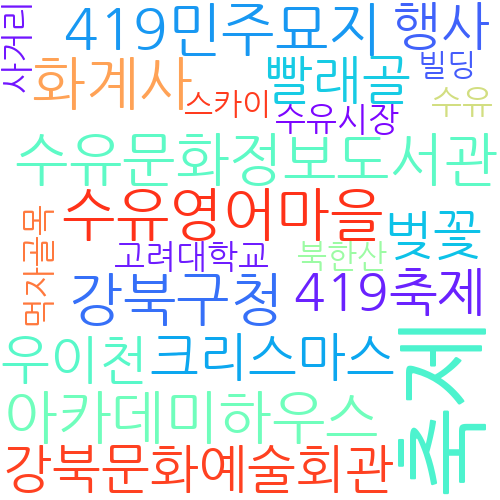 사거리
419민주묘지
행사
화계사
빨래골
빌딩
스카이
수유시장
수유
수유문화정보도서관
수유영어마을
벚꽃
먹자골목
고려대학교
북한산
강북구청
419축제
우이천
크리스마스
축제
아카데미하우스
강북문화예술회관